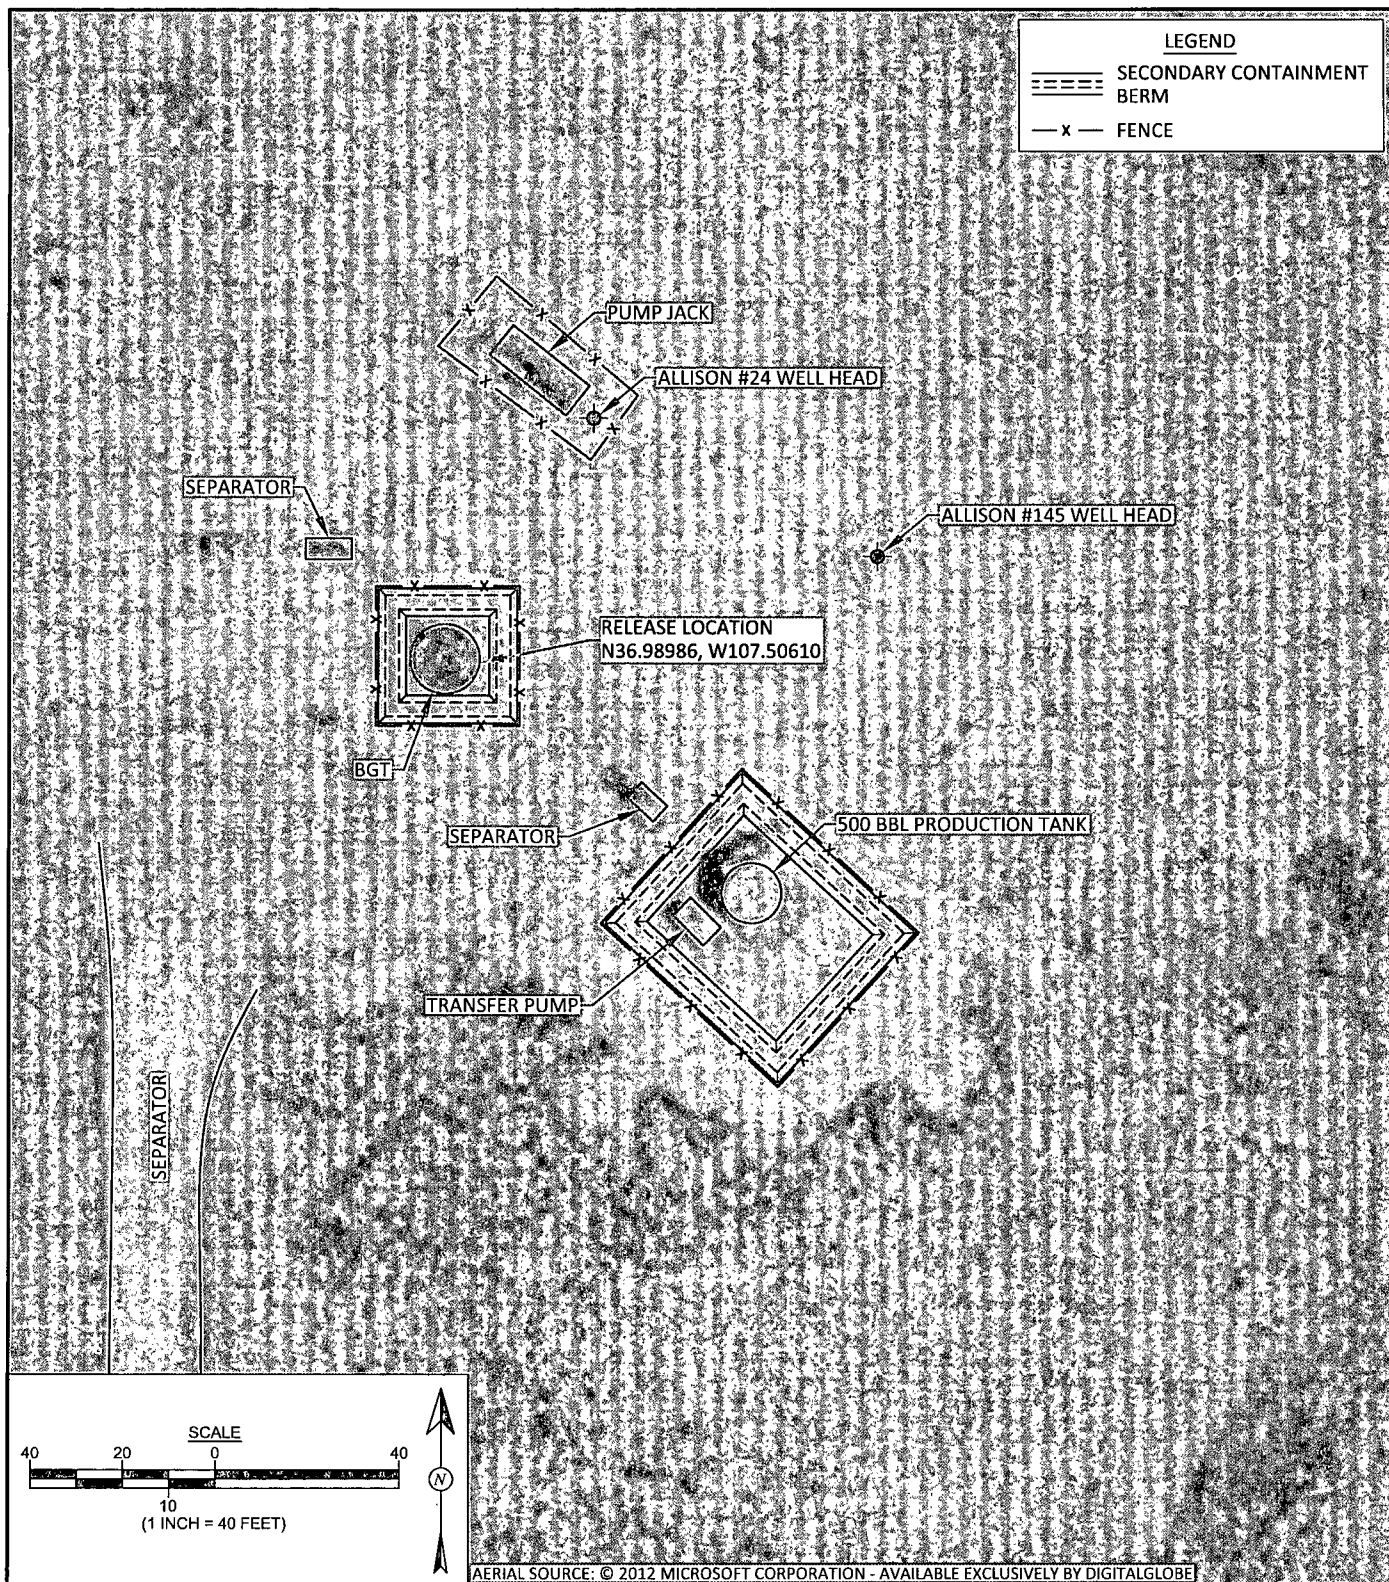 LEGEND
SECONDARY CONTAINMENT
BERM
x FENCE
PUMP JACK
ALLISON #24 WELL HEAD
SEPARATOR
ALLISON #145 WELL HEAD
RELEASE LOCATION
N36.98986, W107.50610
BGT
SEPARATOR
500 BBL PRODUCTION TANK
TRANSFER PUMP
SEPARATOR
SCALE
40 20 0 40
10
(1 INCH = 40 FEET)
N
AERIAL SOURCE: © 2012 MICROSOFT CORPORATION - AVAILABLE EXCLUSIVELY BY DIGITALGLOBE